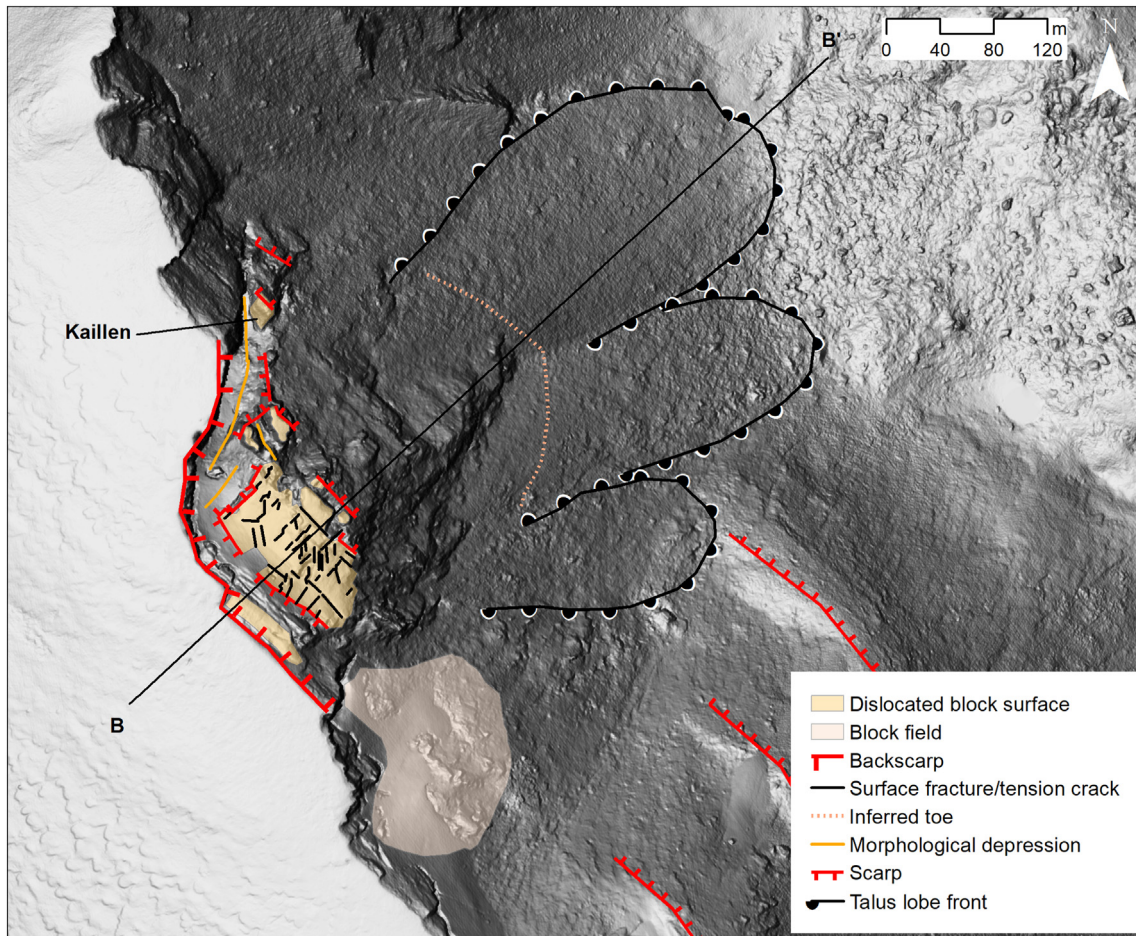 B'
m
0 40 80 120
N
Kaillen
B
Dislocated block surface
Block field
Backscarp
Surface fracture/tension crack
Inferred toe
Morphological depression
Scarp
Talus lobe front